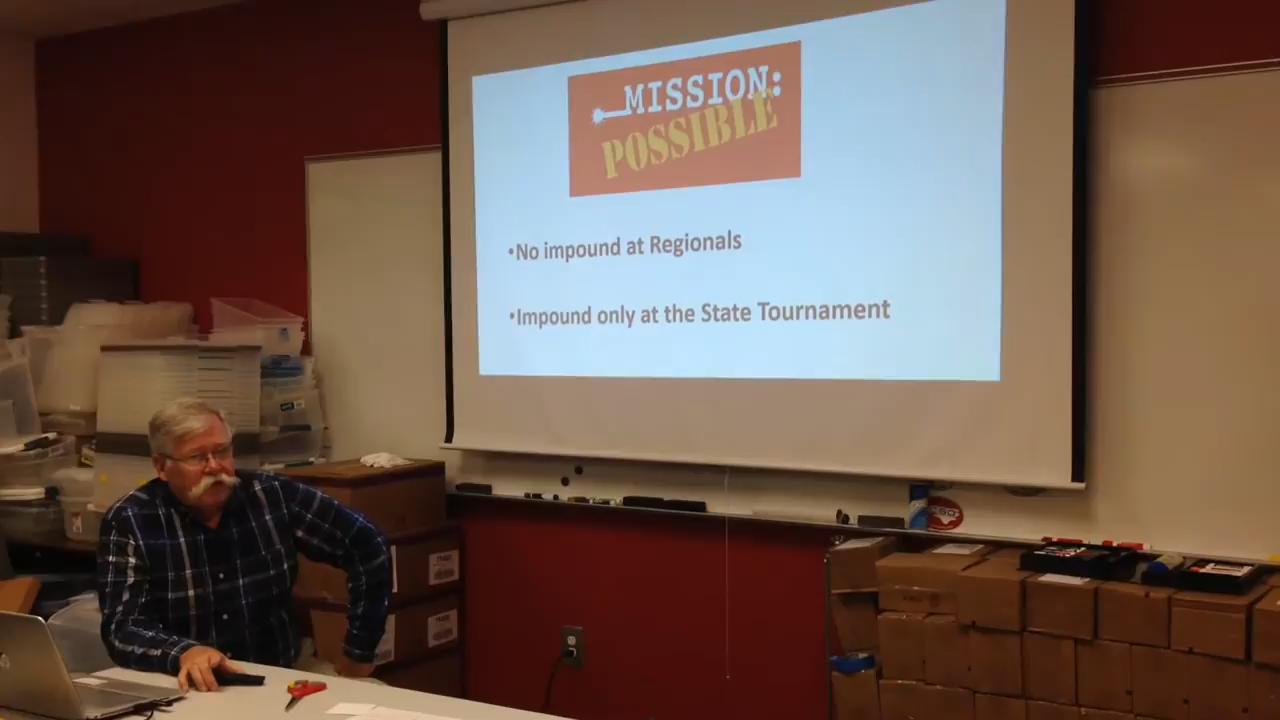 MISSION:
POSSIBLE
•No impound at Regionals
•Impound only at the State Tournament